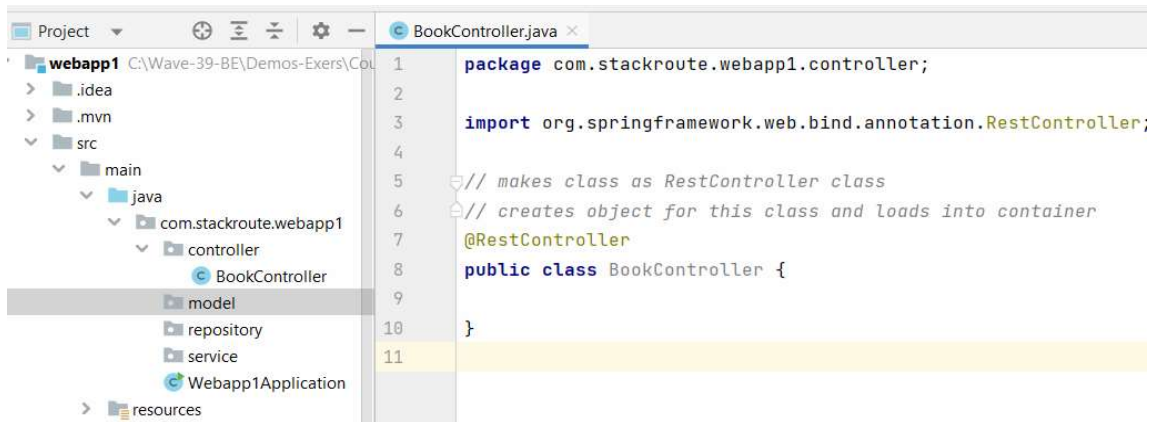 Project
BookController.java
webapp1 C:\Wave-39-BE\Demos-Exers\Cou
.idea
.mvn
src
main
java
com.stackroute.webapp1
controller
BookController
model
repository
service
Webapp1Application
resources
1 package com.stackroute.webapp1.controller;
2
3 import org.springframework.web.bind.annotation.RestController;
4
5 // makes class as RestController class
6 // creates object for this class and loads into container
7 @RestController
8 public class BookController {
9
10 }
11